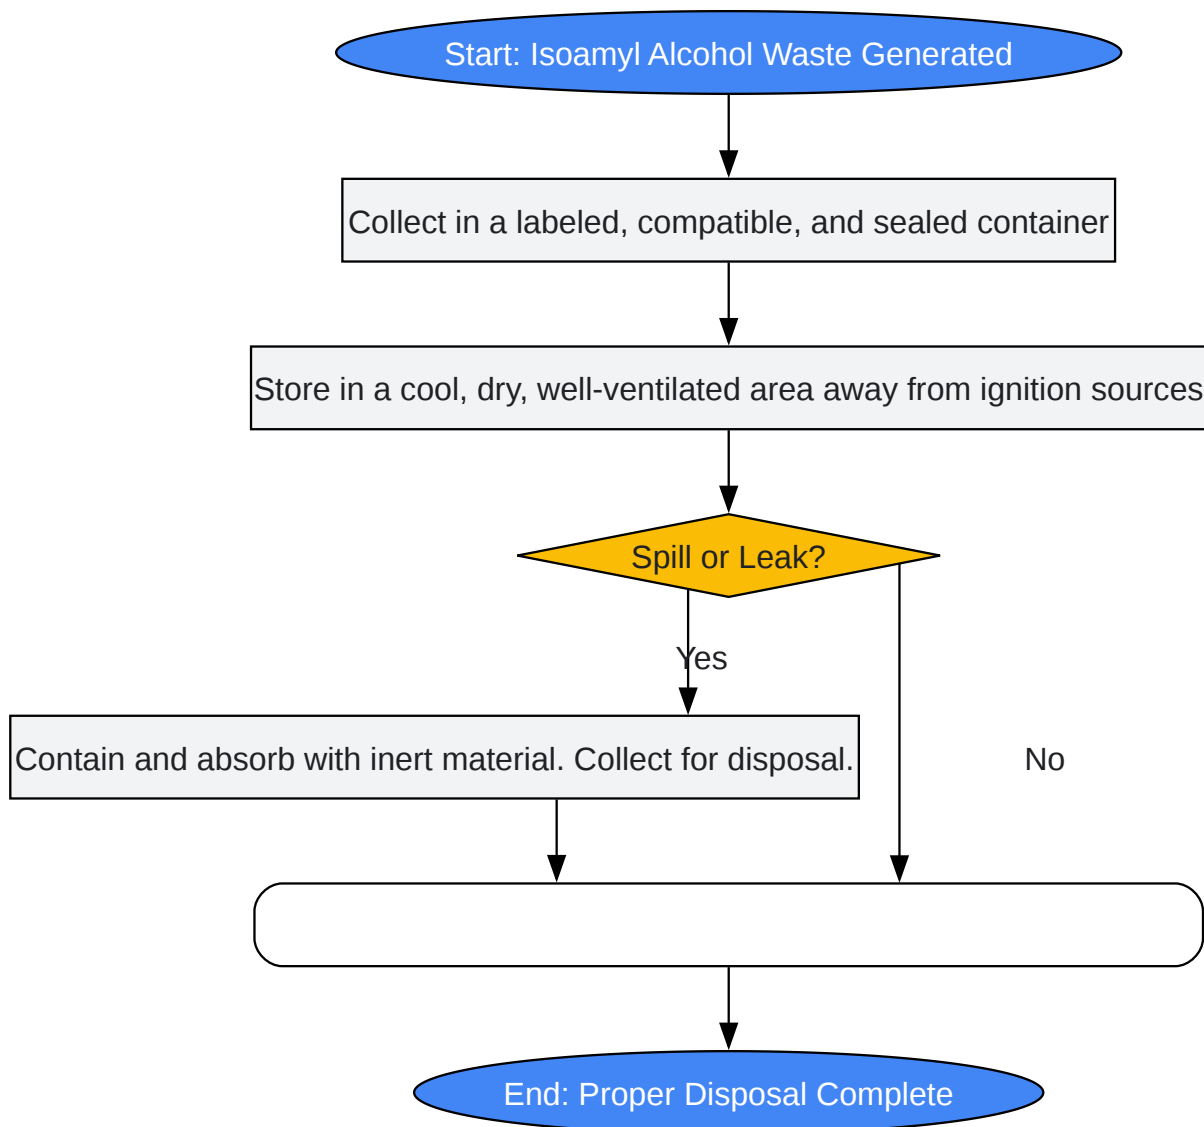 Start: Isoamyl Alcohol Waste Generated
Collect in a labeled, compatible, and sealed container
Store in a cool, dry, well-ventilated area away from ignition sources
Spill or Leak?
Yes
Contain and absorb with inert material. Collect for disposal.
No
End: Proper Disposal Complete